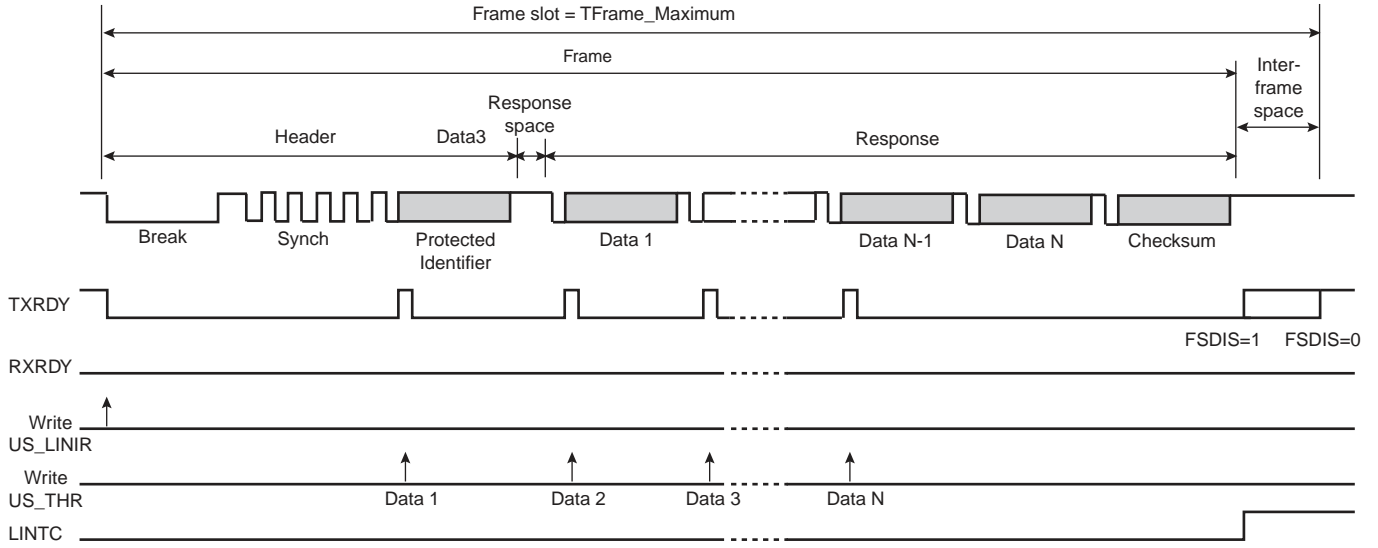 Frame slot = TFrame_Maximum
Frame
Inter-
frame
space
Response
space
Header
Data3
Response
Break
Synch
Protected
Identifier
Data 1
Data N-1
Data N
Checksum
TXRDY
FSDIS=1
FSDIS=0
RXRDY
Write
US_LINIR
Write
US_THR
Data 1
Data 2
Data 3
Data N
LINTC